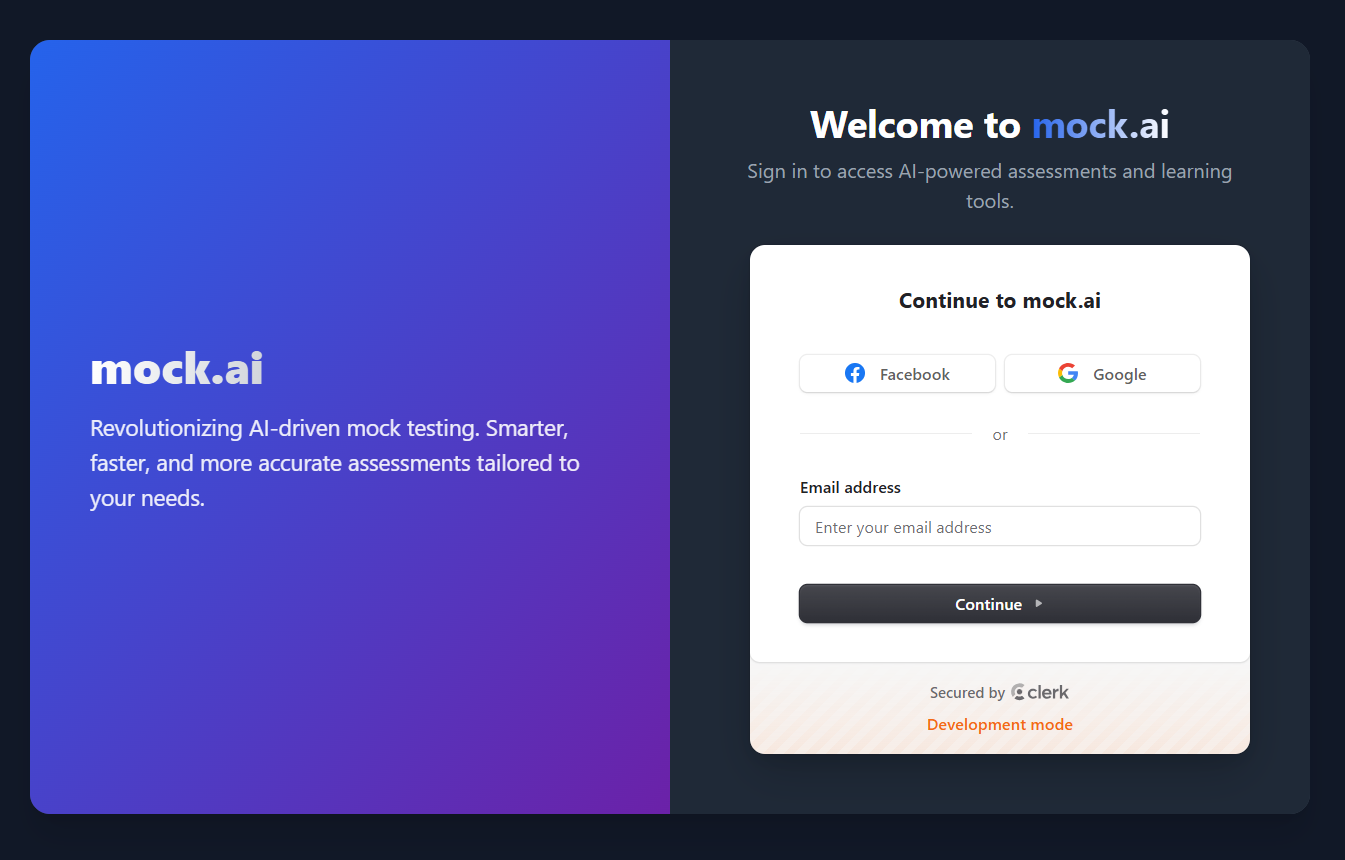 mock.ai
Revolutionizing AI-driven mock testing. Smarter,
faster, and more accurate assessments tailored to
your needs.
Welcome to mock.ai
Sign in to access AI-powered assessments and learning
tools.
Continue to mock.ai
Facebook
Google
or
Email address
Enter your email address
Continue
Secured by clerk
Development mode